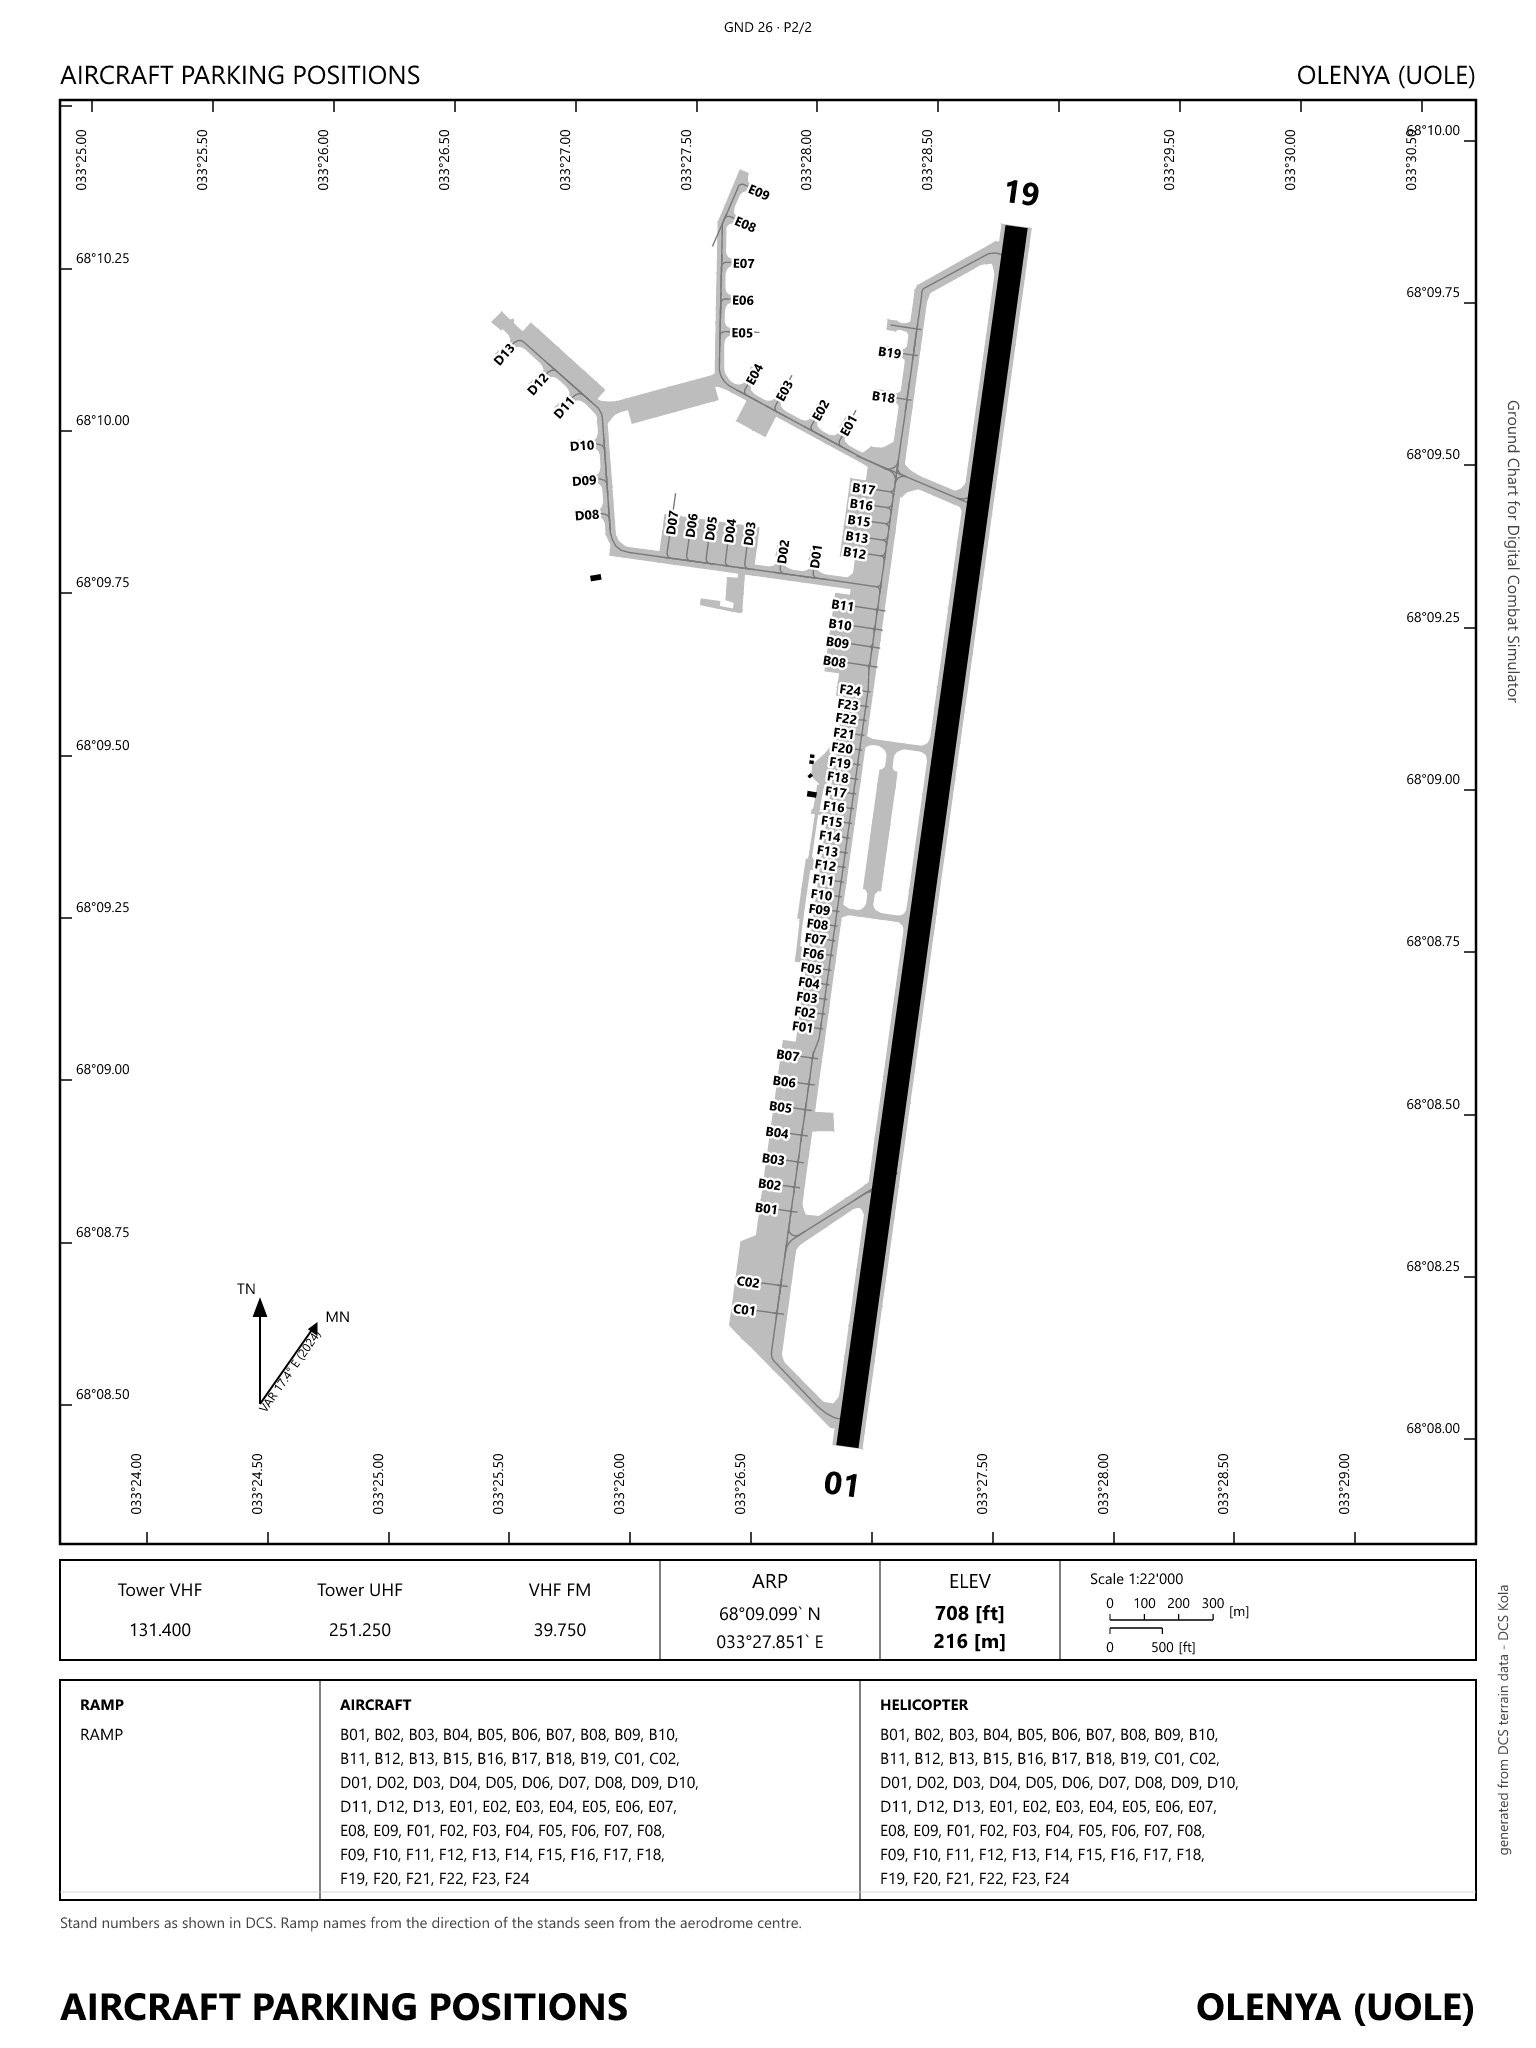 GND 26 · P2/2
AIRCRAFT PARKING POSITIONS
OLENYA (UOLE)
033°25.00
033°25.50
033°26.00
033°26.50
033°27.00
033°27.50
033°28.00
033°28.50
033°29.50
033°30.00
033°30.50
68°10.00
19
E09
E08
E07
E06
E05
E04
E03
E02
E01
68°10.25
68°09.75
D13
D12
D11
D10
D09
D08
B19
B18
68°10.00
68°09.50
B17
B16
B15
B13
B12
D07
D06
D05
D04
D03
D02
D01
68°09.75
68°09.25
B11
B10
B09
B08
F24
F23
F22
F21
F20
F19
F18
F17
F16
F15
F14
F13
F12
F11
F10
F09
F08
F07
F06
F05
F04
F03
F02
F01
68°09.50
68°09.00
68°09.25
68°08.75
B07
B06
B05
B04
B03
B02
B01
68°09.00
68°08.50
68°08.75
68°08.25
C02
C01
TN
MN
VAR 17.4° E (2024)
68°08.50
68°08.00
01
033°24.00
033°24.50
033°25.00
033°25.50
033°26.00
033°26.50
033°27.50
033°28.00
033°28.50
033°29.00
Ground Chart for Digital Combat Simulator
Tower VHF
131.400
Tower UHF
251.250
VHF FM
39.750
ARP
68°09.099` N
033°27.851` E
ELEV
708 [ft]
216 [m]
Scale 1:22'000
0 100 200 300 [m]
0 500 [ft]
generated from DCS terrain data - DCS Kola
RAMP
RAMP
AIRCRAFT
B01, B02, B03, B04, B05, B06, B07, B08, B09, B10,
B11, B12, B13, B15, B16, B17, B18, B19, C01, C02,
D01, D02, D03, D04, D05, D06, D07, D08, D09, D10,
D11, D12, D13, E01, E02, E03, E04, E05, E06, E07,
E08, E09, F01, F02, F03, F04, F05, F06, F07, F08,
F09, F10, F11, F12, F13, F14, F15, F16, F17, F18,
F19, F20, F21, F22, F23, F24
HELICOPTER
B01, B02, B03, B04, B05, B06, B07, B08, B09, B10,
B11, B12, B13, B15, B16, B17, B18, B19, C01, C02,
D01, D02, D03, D04, D05, D06, D07, D08, D09, D10,
D11, D12, D13, E01, E02, E03, E04, E05, E06, E07,
E08, E09, F01, F02, F03, F04, F05, F06, F07, F08,
F09, F10, F11, F12, F13, F14, F15, F16, F17, F18,
F19, F20, F21, F22, F23, F24
Stand numbers as shown in DCS. Ramp names from the direction of the stands seen from the aerodrome centre.
AIRCRAFT PARKING POSITIONS
OLENYA (UOLE)